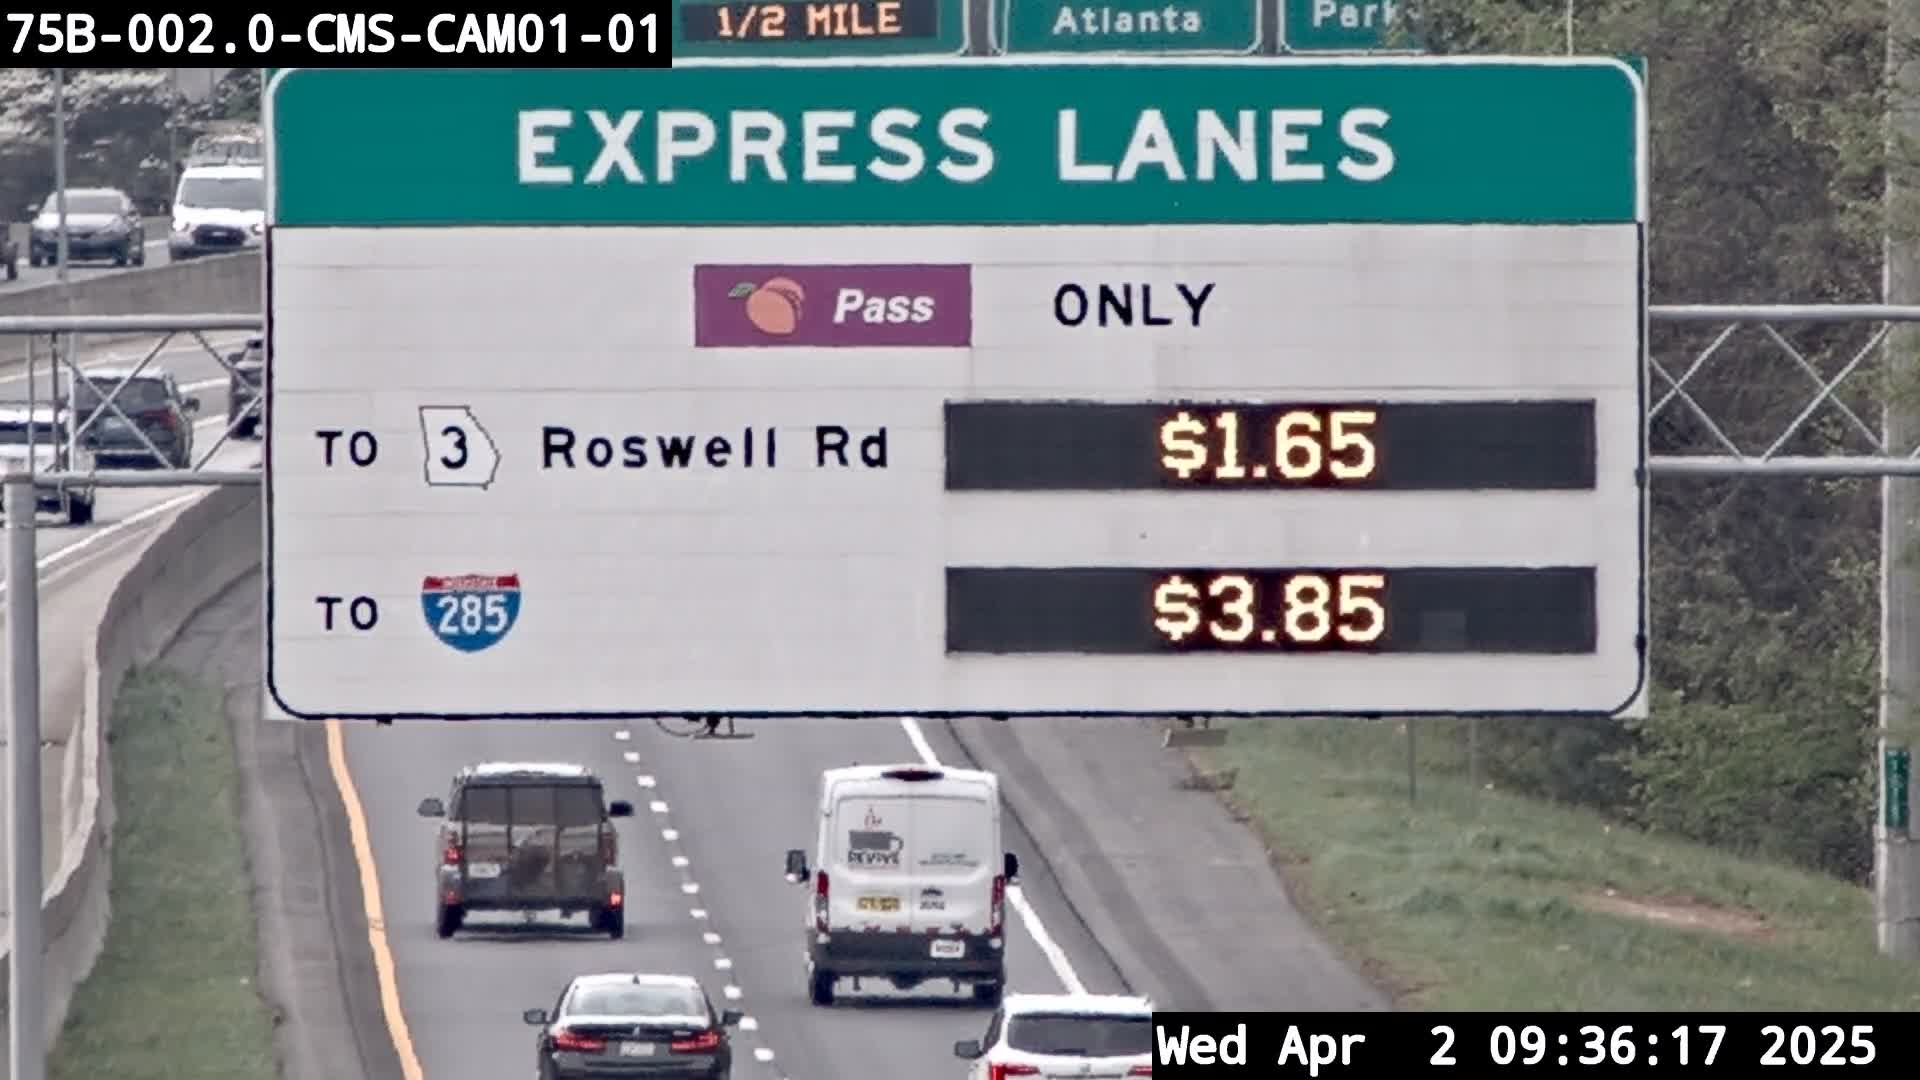 75B-002.0-CMS-CAM01-01
1/2 MILE
Atlanta
Park
EXPRESS LANES
Pass ONLY
TO 3 Roswell Rd $1.65
TO 285 $3.85
REVIVE
Wed Apr 2 09:36:17 2025